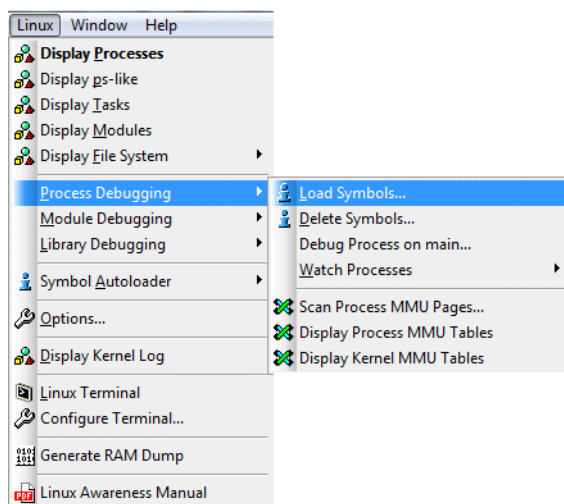 Linux Window Help
Display Processes
Display ps-like
Display Tasks
Display Modules
Display File System
Process Debugging
Module Debugging
Library Debugging
Symbol Autoloader
Options...
Display Kernel Log
Linux Terminal
Configure Terminal...
Generate RAM Dump
Linux Awareness Manual
Load Symbols...
Delete Symbols...
Debug Process on main...
Watch Processes
Scan Process MMU Pages...
Display Process MMU Tables
Display Kernel MMU Tables